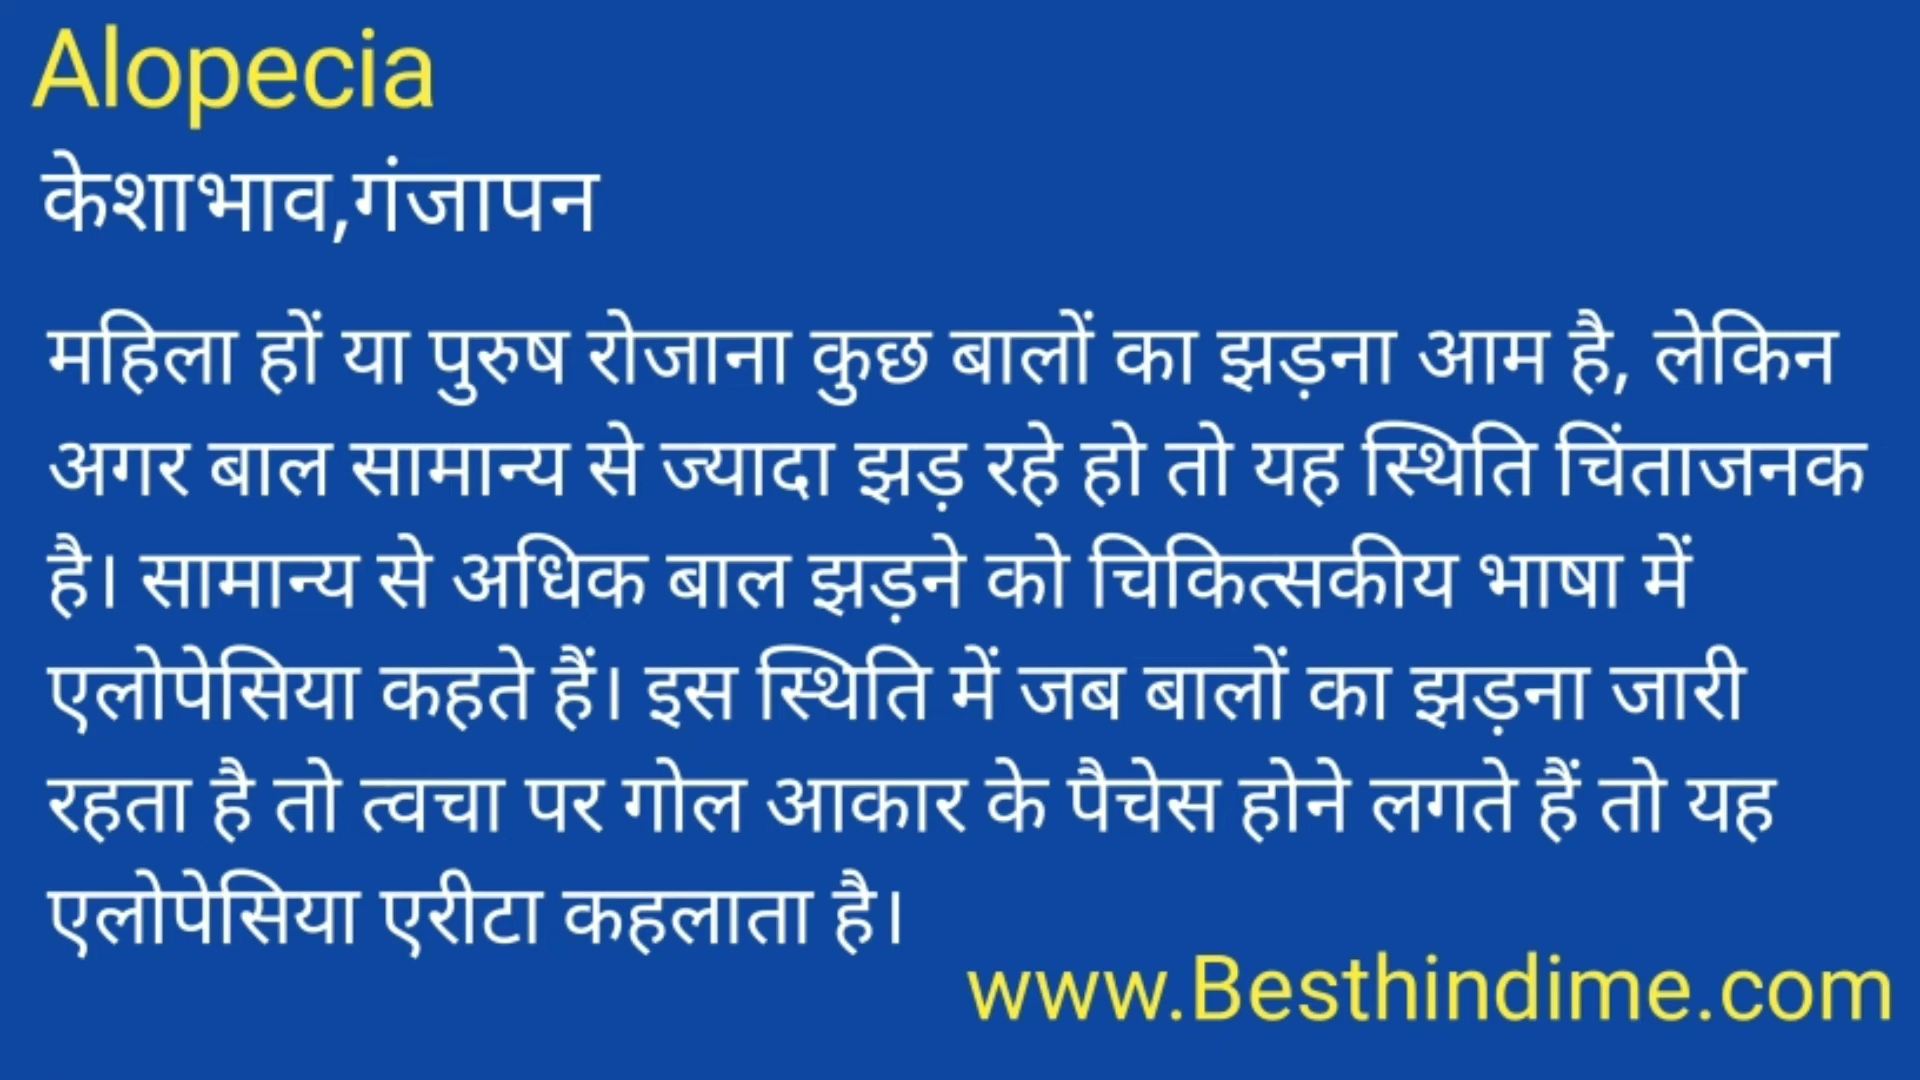 Alopecia
केशाभाव,गंजापन
महिला हों या पुरुष रोजाना कुछ बालों का झड़ना आम है, लेकिन
अगर बाल सामान्य से ज्यादा झड़ रहे हो तो यह स्थिति चिंताजनक
है। सामान्य से अधिक बाल झड़ने को चिकित्सकीय भाषा में
एलोपेसिया कहते हैं। इस स्थिति में जब बालों का झड़ना जारी
रहता है तो त्वचा पर गोल आकार के पैचेस होने लगते हैं तो यह
एलोपेसिया एरीटा कहलाता है।
www.Besthindime.com